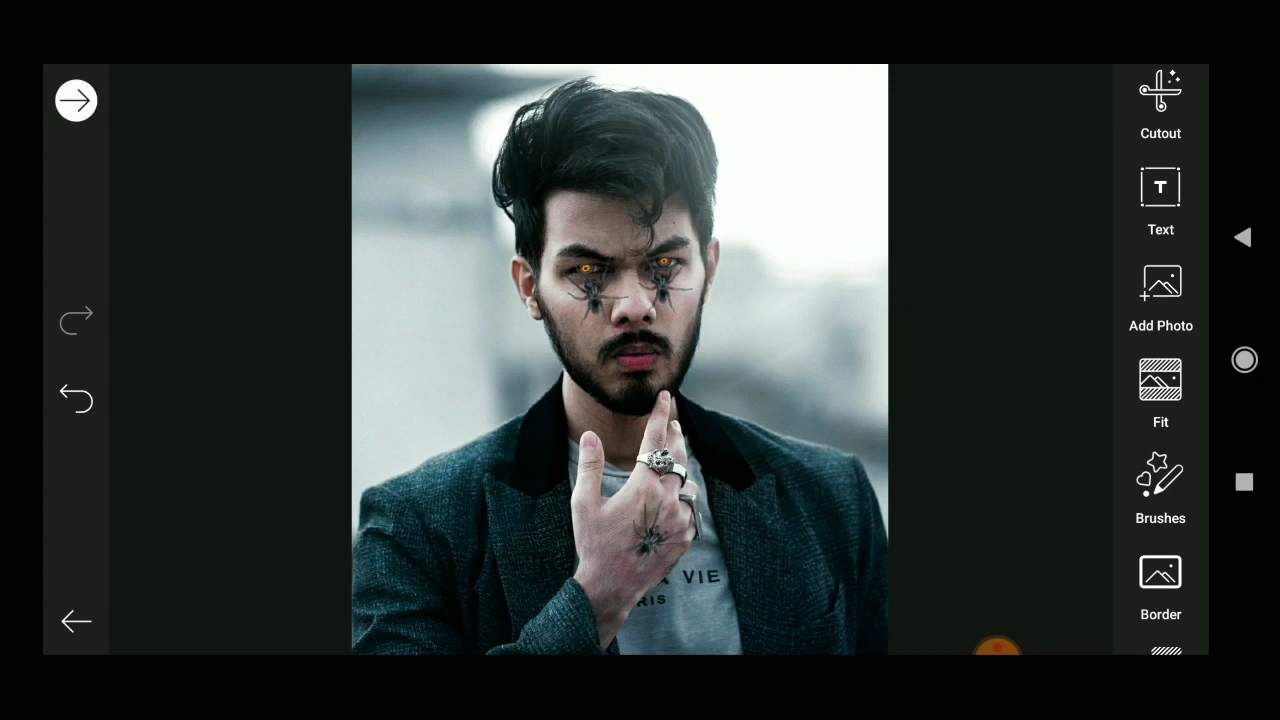 Cutout
Text
Add Photo
Fit
Brushes
Border
A VIE
RIS